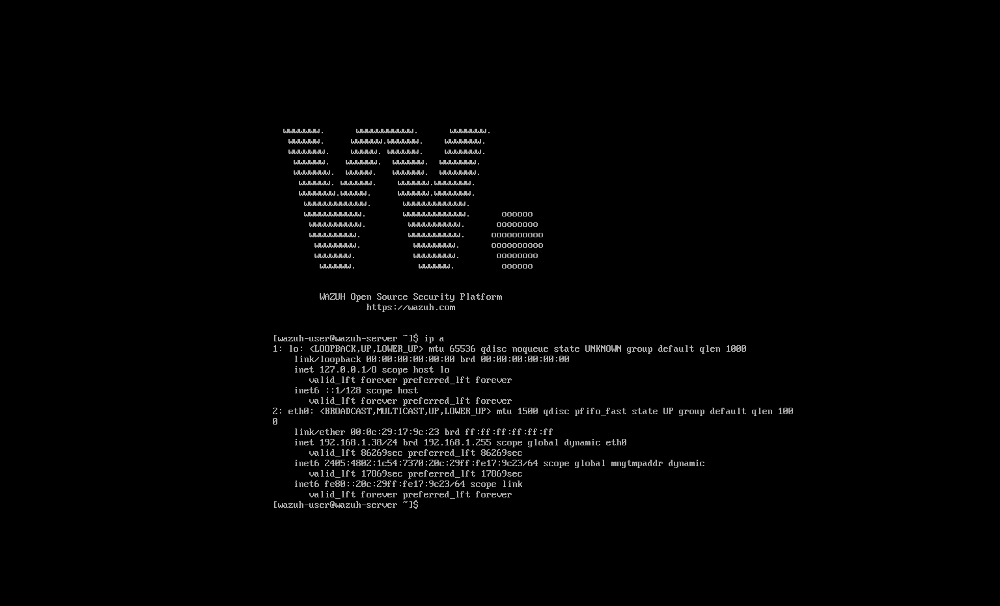 wwwwwww.      wwwwwwwwwww.      wwwwwww.
wwwwww.     wwwwww.wwwwww.    wwwwwww.
wwwwwww.    wwwww. wwwwww.    wwwwwww.
wwwwww.   wwwwww.  wwwwww.  wwwwwww.
wwwwwww.  wwwww.   wwwwww.  wwwwwww.
wwwwww. wwwwww.    wwwwww.wwwwwww.
wwwwwww.wwwww.     wwwwww.wwwwwww.
wwwwwwwwwwww.      wwwwwwwwwwww.
wwwwwwwwwww.       wwwwwwwwwwww.      oooooo
wwwwwwwwww.        wwwwwwwwww.      oooooooo
wwwwwwwww.         wwwwwwwwww.     oooooooooo
wwwwwwww.          wwwwwwww.      oooooooooo
wwwwwww.           wwwwwwww.       oooooooo
wwwwww.            wwwwww.         oooooo
WAZUH Open Source Security Platform
https://wazuh.com
[wazuh-user@wazuh-server ~]$ ip a
1: lo: <LOOPBACK,UP,LOWER_UP> mtu 65536 qdisc noqueue state UNKNOWN group default qlen 1000
link/loopback 00:00:00:00:00:00 brd 00:00:00:00:00:00
inet 127.0.0.1/8 scope host lo
valid_lft forever preferred_lft forever
inet6 ::1/128 scope host
valid_lft forever preferred_lft forever
2: eth0: <BROADCAST,MULTICAST,UP,LOWER_UP> mtu 1500 qdisc pfifo_fast state UP group default qlen 100
0
link/ether 00:0c:29:17:9c:23 brd ff:ff:ff:ff:ff:ff
inet 192.168.1.38/24 brd 192.168.1.255 scope global dynamic eth0
valid_lft 86269sec preferred_lft 86269sec
inet6 2405:4802:1c54:7370:20c:29ff:fe17:9c23/64 scope global mngtmpaddr dynamic
valid_lft 17869sec preferred_lft 17869sec
inet6 fe80::20c:29ff:fe17:9c23/64 scope link
valid_lft forever preferred_lft forever
[wazuh-user@wazuh-server ~]$